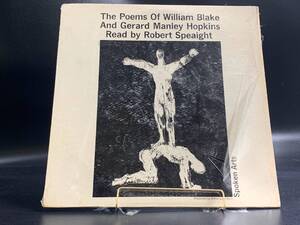 The Poems Of William Blake
And Gerard Manley Hopkins
Read by Robert Speaight
Spoken Arts